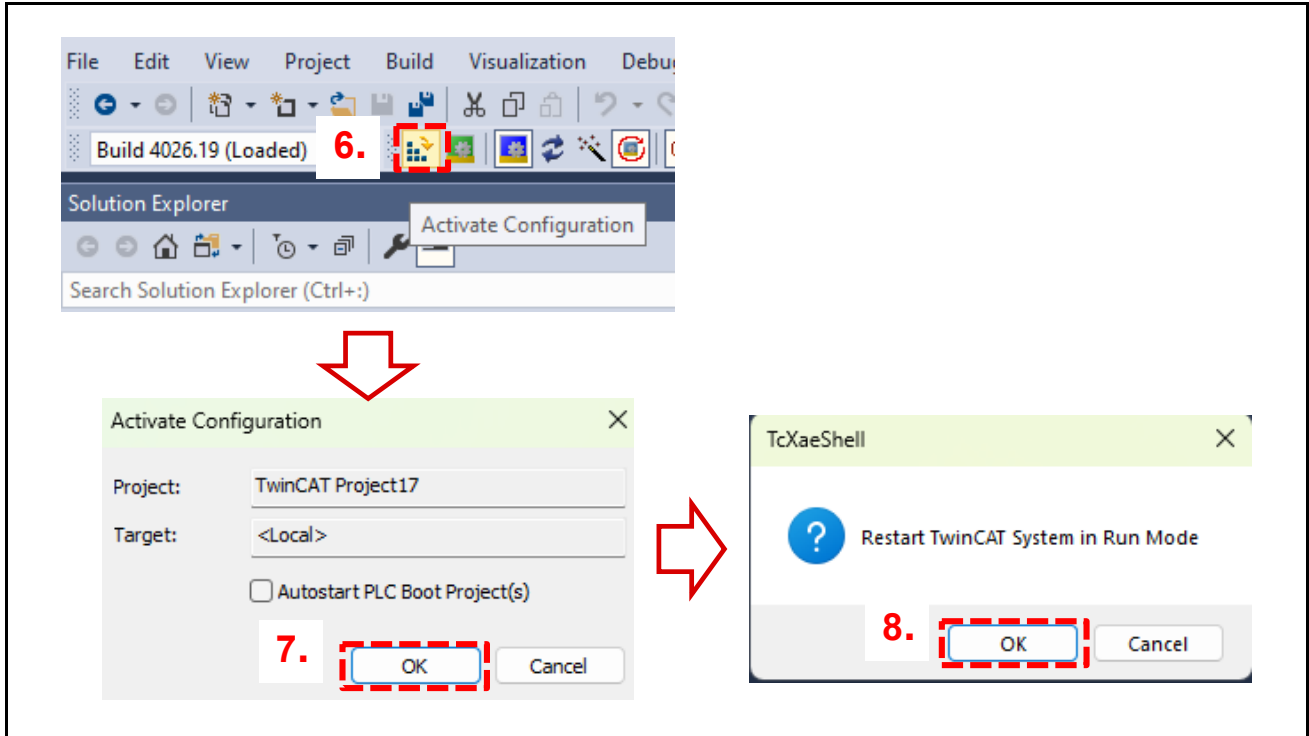 File Edit View Project Build Visualization Debu
Build 4026.19 (Loaded) 6.
Solution Explorer
Activate Configuration
Search Solution Explorer (Ctrl+:)
Activate Configuration
Project: TwinCAT Project17
Target: <Local>
Autostart PLC Boot Project(s)
7. OK Cancel
TcXaeShell
? Restart TwinCAT System in Run Mode
8. OK Cancel